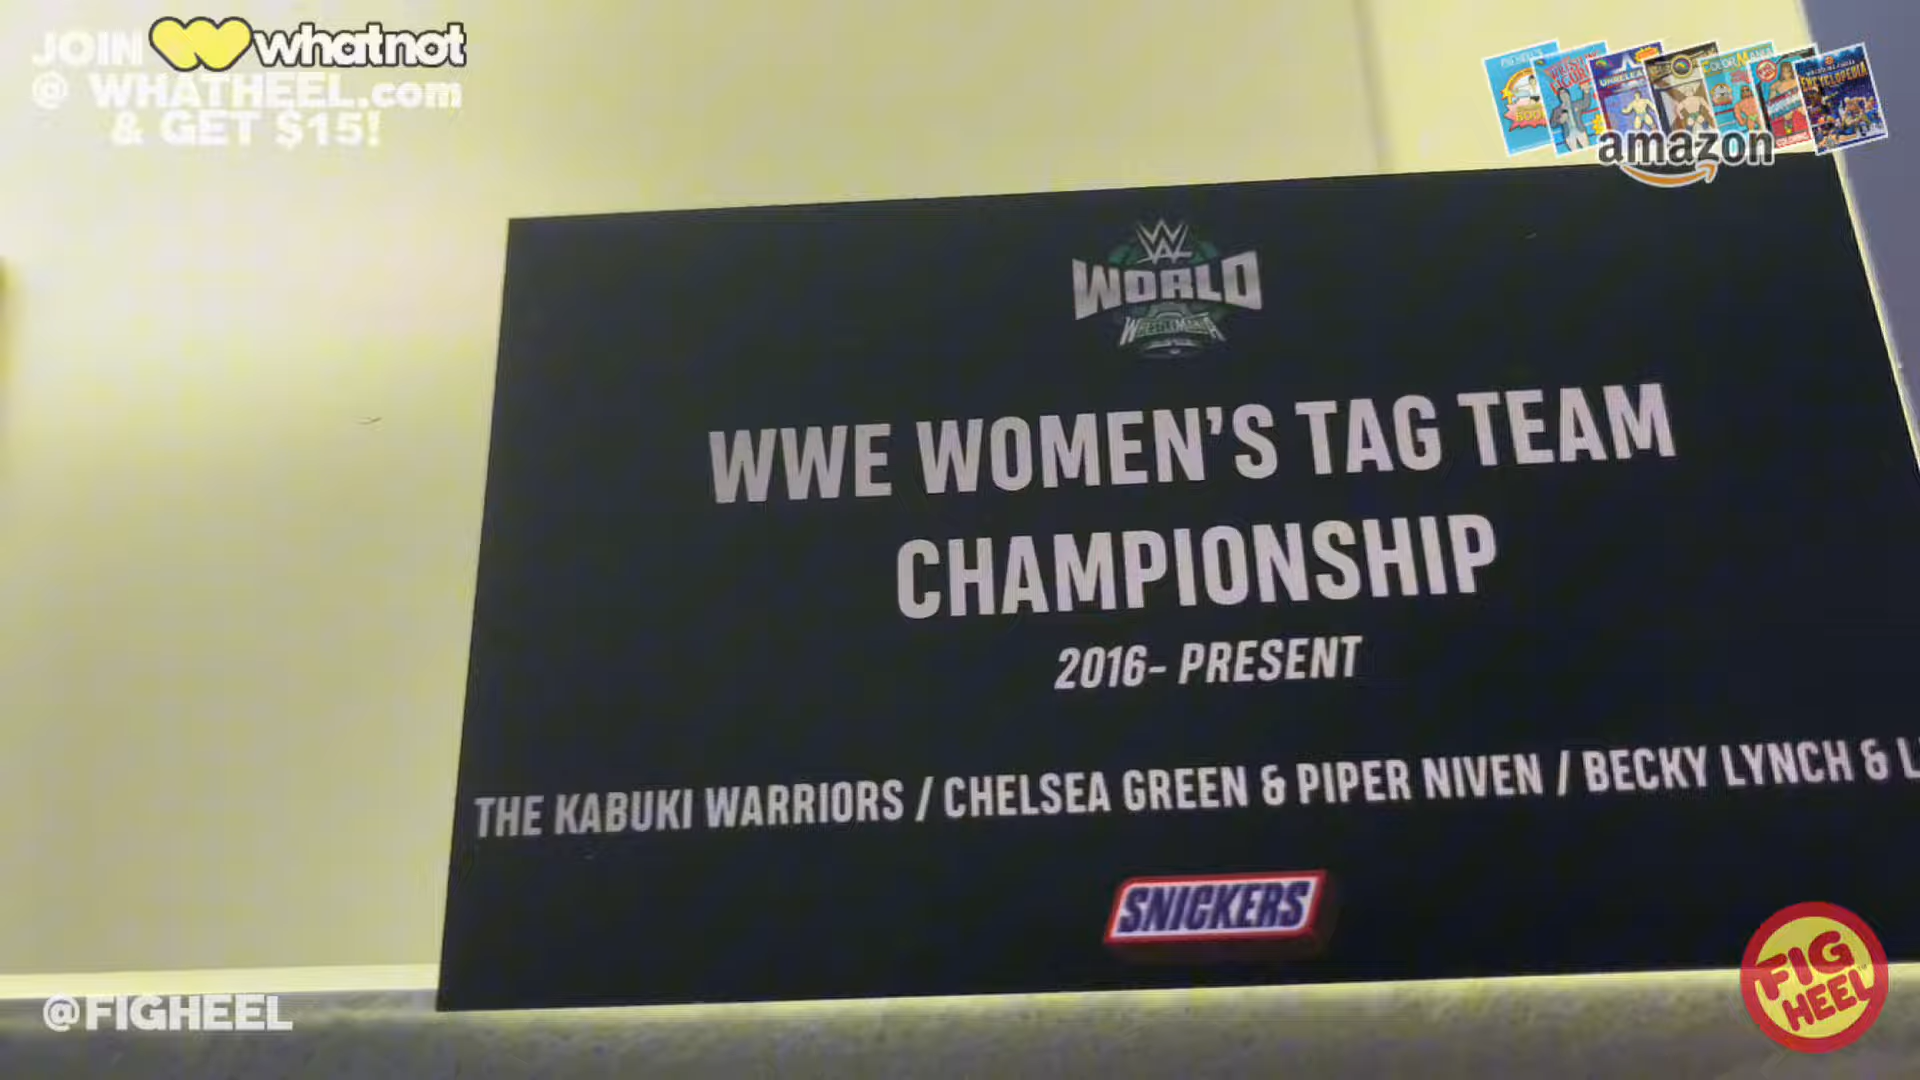 JOIN whatnot
@ WHATHEEL.com
& GET $15!
amazon
W
WORLD
WRESTLEMANIA
WWE WOMEN'S TAG TEAM
CHAMPIONSHIP
2016- PRESENT
THE KABUKI WARRIORS / CHELSEA GREEN & PIPER NIVEN / BECKY LYNCH & L
SNICKERS
@FIGHEEL
FIG
HEEL